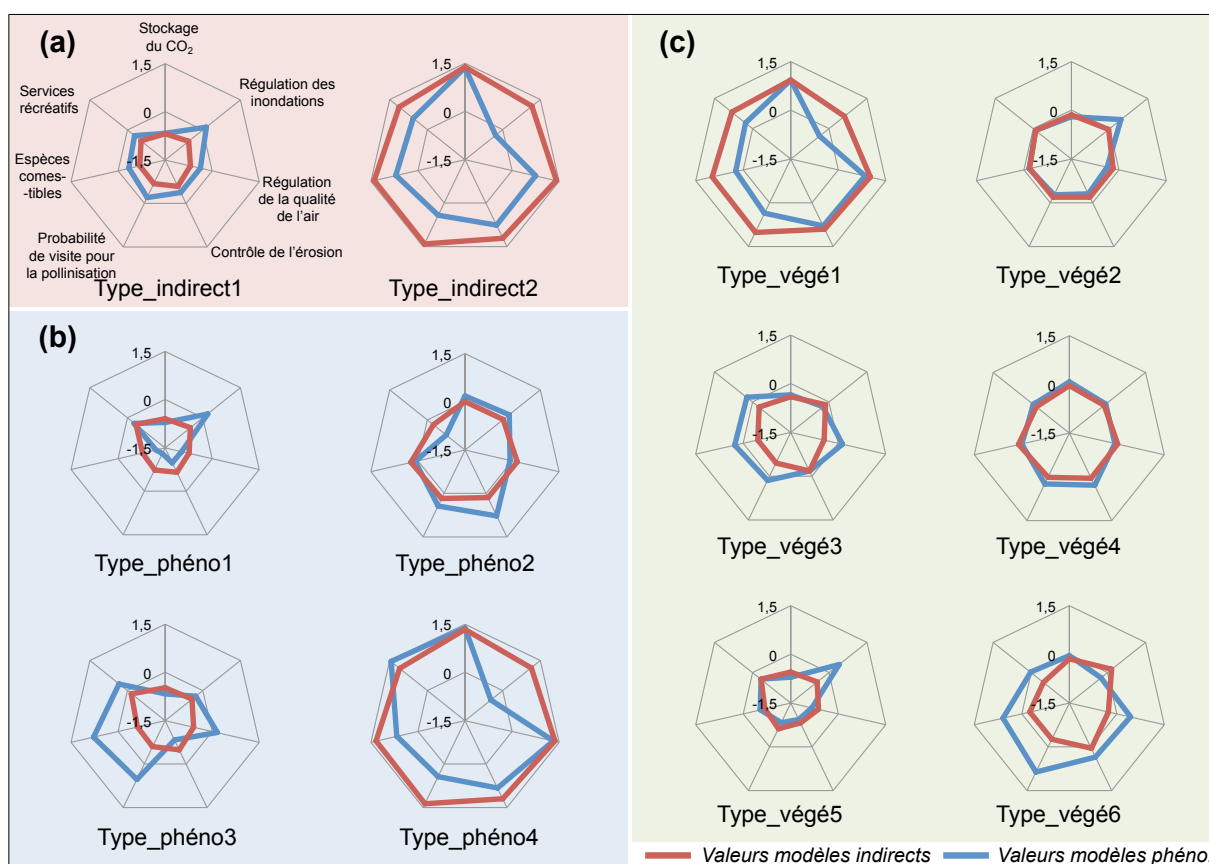 (a)
Stockage
du CO₂
1,5
0
-1,5
Services
récréatifs
Régulation des
inondations
Espèces
comes-
-tibles
Régulation
de la qualité
de l'air
Probabilité
de visite pour
la pollinisation
Contrôle de l'érosion
Type_indirect1
1,5
0
-1,5
Type_indirect2
(b)
1,5
0
-1,5
Type_phéno1
1,5
0
-1,5
Type_phéno2
1,5
0
-1,5
Type_phéno3
1,5
0
-1,5
Type_phéno4
(c)
1,5
0
-1,5
Type_végé1
1,5
0
-1,5
Type_végé2
1,5
0
-1,5
Type_végé3
1,5
0
-1,5
Type_végé4
1,5
0
-1,5
Type_végé5
1,5
0
-1,5
Type_végé6
Valeurs modèles indirects
Valeurs modèles phéno